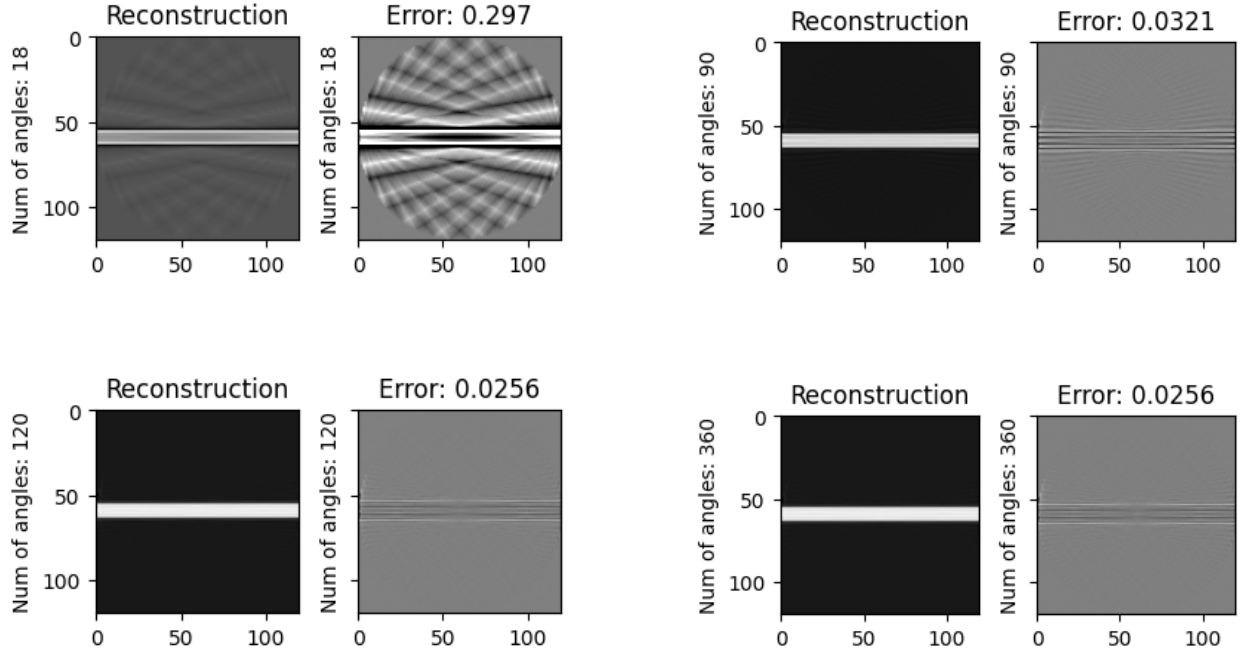 Reconstruction
Error: 0.297
Num of angles: 18
0
50
100
0
50
100
Num of angles: 18
0
50
100
Reconstruction
Error: 0.0321
Num of angles: 90
0
50
100
0
50
100
Num of angles: 90
0
50
100
Reconstruction
Error: 0.0256
Num of angles: 120
0
50
100
0
50
100
Num of angles: 120
0
50
100
Reconstruction
Error: 0.0256
Num of angles: 360
0
50
100
0
50
100
Num of angles: 360
0
50
100